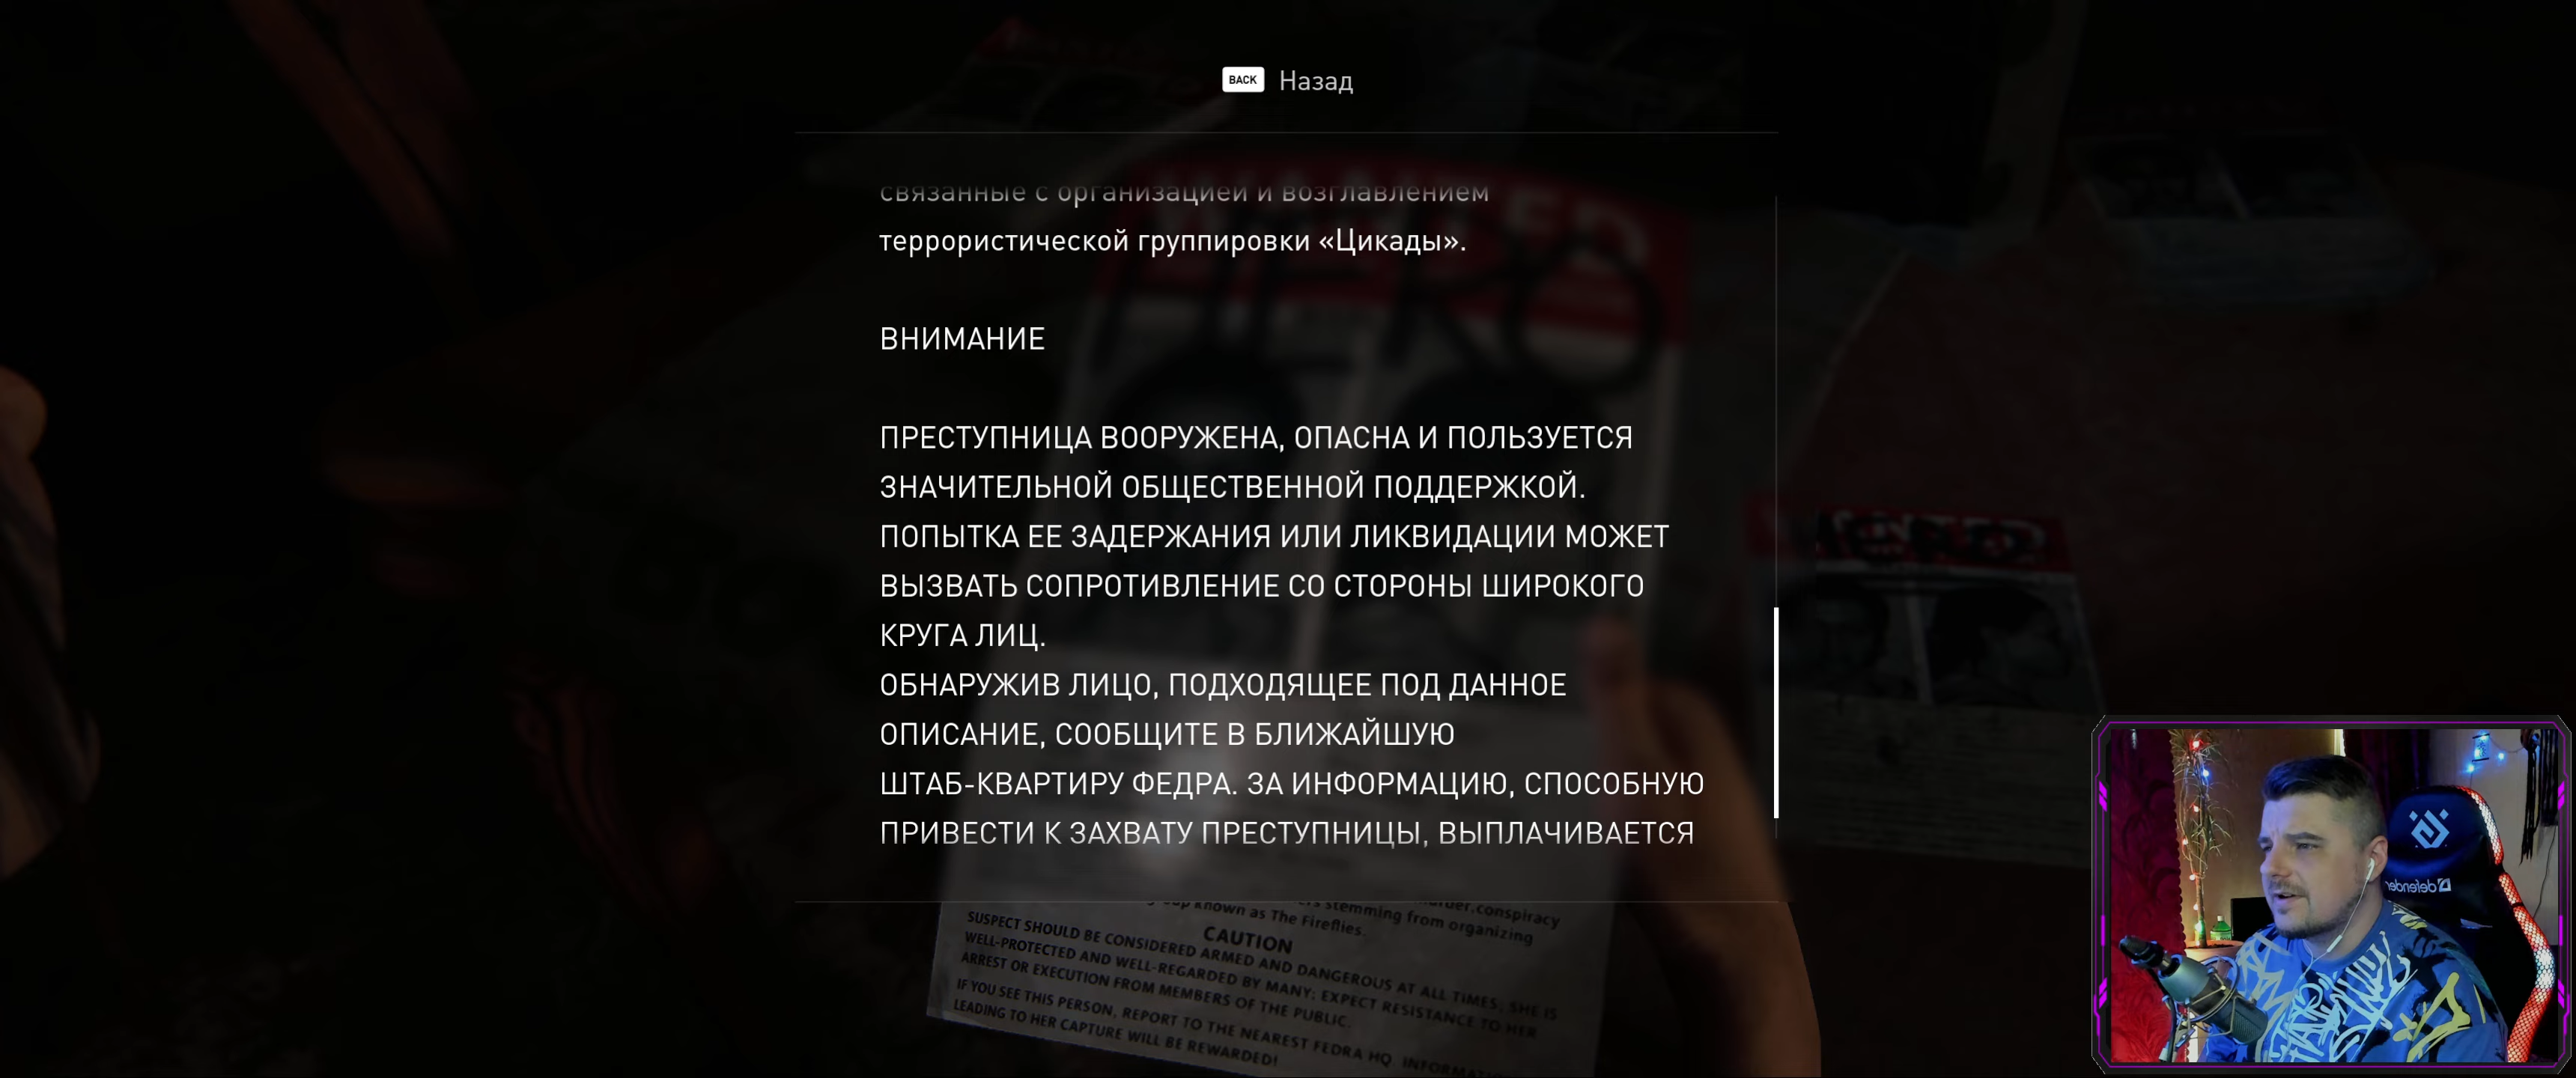 BACK Назад
связанные с организацией и возглавлением
террористической группировки «Цикады».
ВНИМАНИЕ
ПРЕСТУПНИЦА ВООРУЖЕНА, ОПАСНА И ПОЛЬЗУЕТСЯ
ЗНАЧИТЕЛЬНОЙ ОБЩЕСТВЕННОЙ ПОДДЕРЖКОЙ.
ПОПЫТКА ЕЕ ЗАДЕРЖАНИЯ ИЛИ ЛИКВИДАЦИИ МОЖЕТ
ВЫЗВАТЬ СОПРОТИВЛЕНИЕ СО СТОРОНЫ ШИРОКОГО
КРУГА ЛИЦ.
ОБНАРУЖИВ ЛИЦО, ПОДХОДЯЩЕЕ ПОД ДАННОЕ
ОПИСАНИЕ, СООБЩИТЕ В БЛИЖАЙШУЮ
ШТАБ-КВАРТИРУ ФЕДРА. ЗА ИНФОРМАЦИЮ, СПОСОБНУЮ
ПРИВЕСТИ К ЗАХВАТУ ПРЕСТУПНИЦЫ, ВЫПЛАЧИВАЕТСЯ
conspiracy
known as The Fireflies. stemming from organizing
CAUTION
SUSPECT SHOULD BE CONSIDERED ARMED AND DANGEROUS AT ALL TIMES; SHE IS
WELL-PROTECTED AND WELL-REGARDED BY MANY; EXPECT RESISTANCE TO HER
ARREST OR EXECUTION FROM MEMBERS OF THE PUBLIC.
IF YOU SEE THIS PERSON, REPORT TO THE NEAREST FEDRA HQ
LEADING TO HER CAPTURE WILL BE REWARDED!
defender